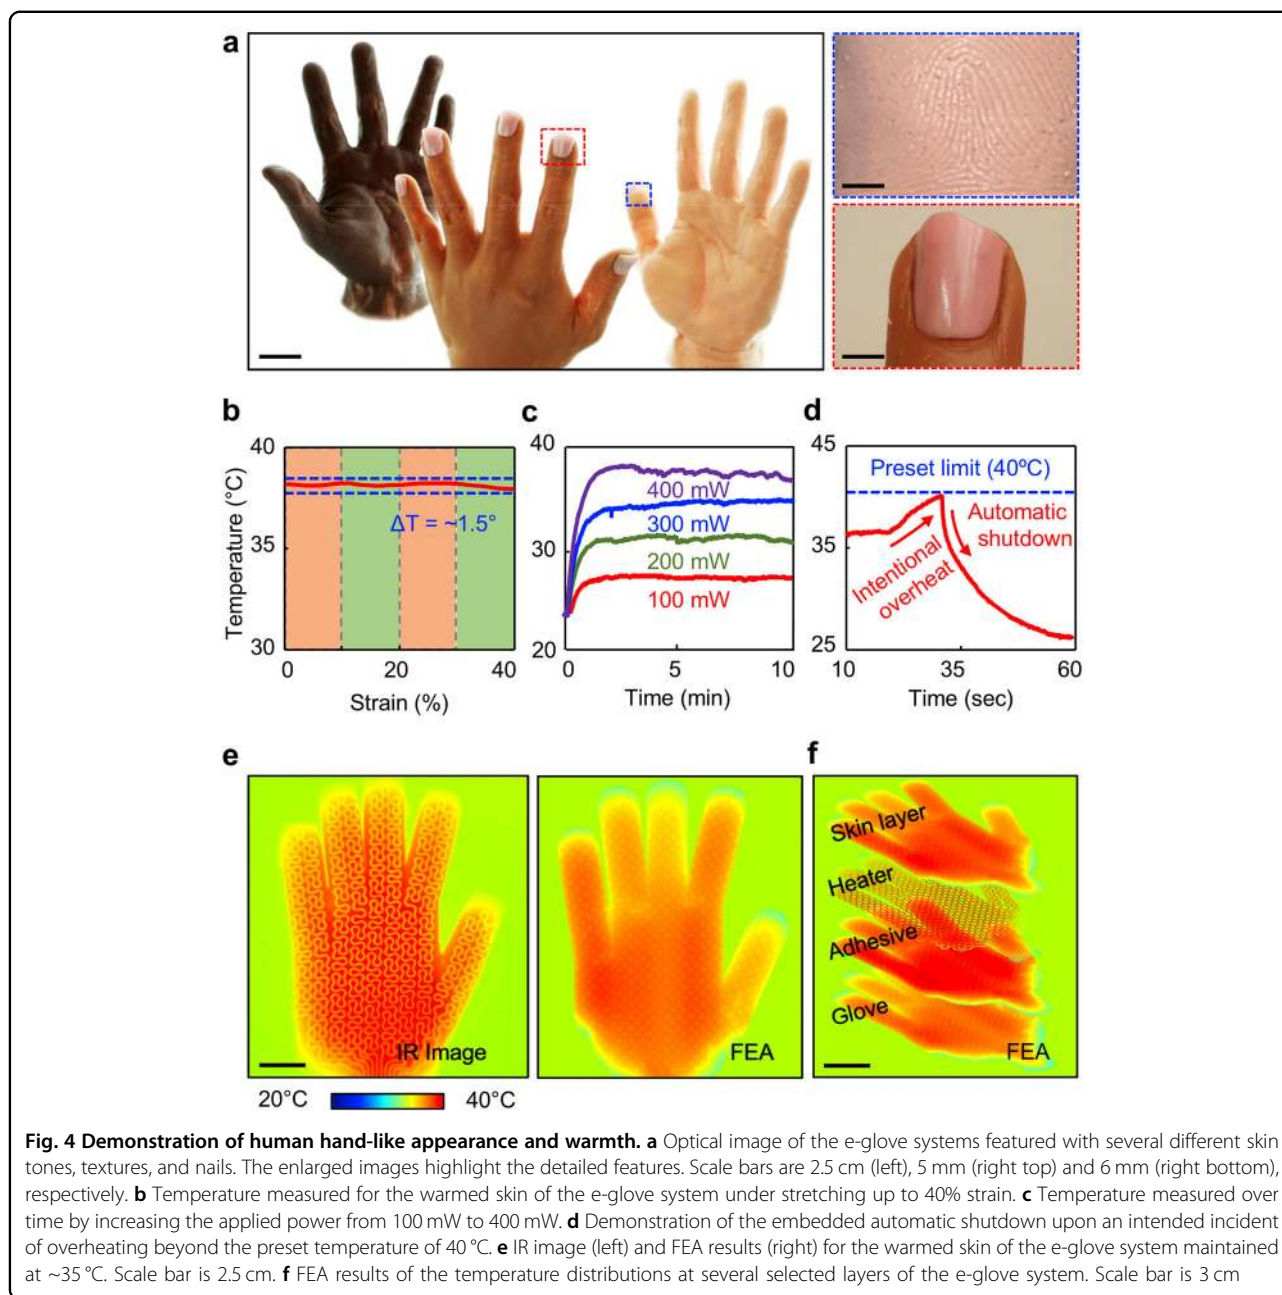 a
b
c
d
40
35
30
Temperature (°C)
ΔT = ~1.5°
0
20
40
Strain (%)
40
30
20
400 mW
300 mW
200 mW
100 mW
0
5
10
Time (min)
45
35
25
Preset limit (40ºC)
Automatic
shutdown
Intentional
overheat
10
35
60
Time (sec)
e
f
IR Image
FEA
Skin layer
Heater
Adhesive
Glove
FEA
20°C
40°C
Fig. 4 Demonstration of human hand-like appearance and warmth. a Optical image of the e-glove systems featured with several different skin
tones, textures, and nails. The enlarged images highlight the detailed features. Scale bars are 2.5 cm (left), 5 mm (right top) and 6 mm (right bottom),
respectively. b Temperature measured for the warmed skin of the e-glove system under stretching up to 40% strain. c Temperature measured over
time by increasing the applied power from 100 mW to 400 mW. d Demonstration of the embedded automatic shutdown upon an intended incident
of overheating beyond the preset temperature of 40 °C. e IR image (left) and FEA results (right) for the warmed skin of the e-glove system maintained
at ~35 °C. Scale bar is 2.5 cm. f FEA results of the temperature distributions at several selected layers of the e-glove system. Scale bar is 3 cm